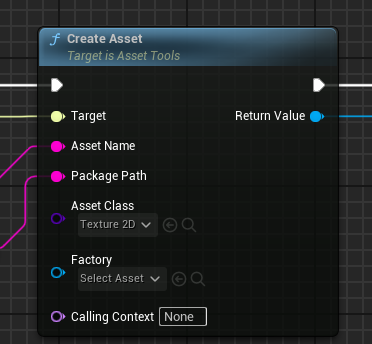 f Create Asset
Target is Asset Tools
Target Return Value
Asset Name
Package Path
Asset Class
Texture 2D
Factory
Select Asset
Calling Context None